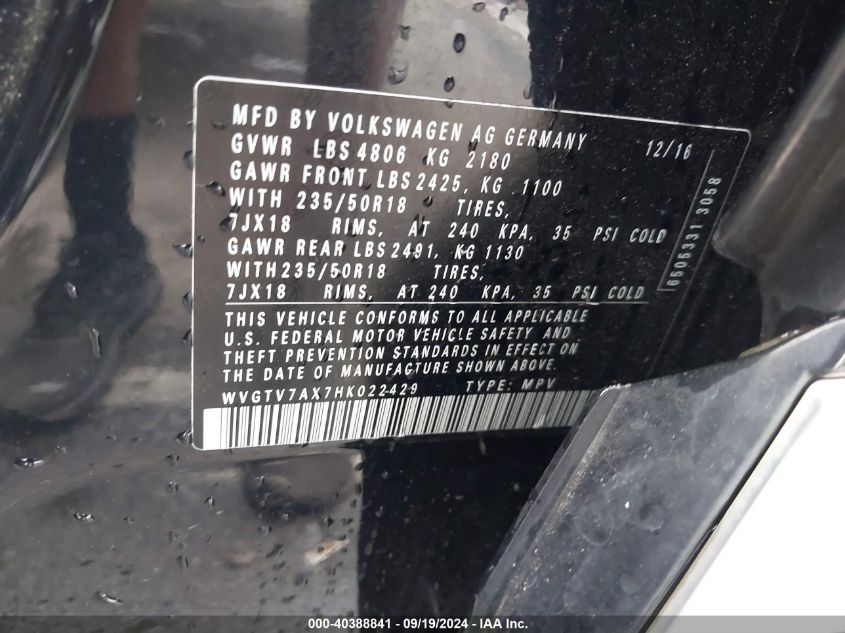 MFD BY VOLKSWAGEN AG GERMANY 12/16
GVWR LBS 4806 KG 2180
GAWR FRONT LBS 2425, KG 1100
WITH 235/50R18 TIRES,
7JX18 RIMS, AT 240 KPA, 35 PSI COLD
GAWR REAR LBS 2491, KG 1130
WITH 235/50R18 TIRES,
7JX18 RIMS, AT 240 KPA, 35 PSI COLD
THIS VEHICLE CONFORMS TO ALL APPLICABLE
U.S. FEDERAL MOTOR VEHICLE SAFETY AND
THEFT PREVENTION STANDARDS IN EFFECT ON
THE DATE OF MANUFACTURE SHOWN ABOVE.
WVGTV7AX7HK022429 TYPE: MPV
6505331 3058
© 40388841 - 09/19/2024 - IAA Inc.